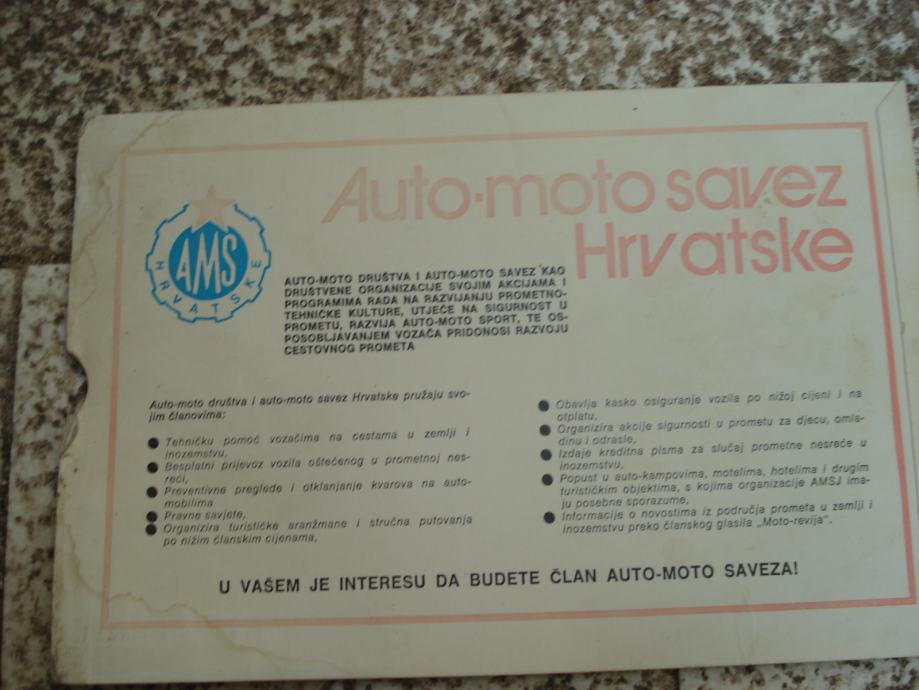 Auto-moto savez
Hrvatske
AMS
HRVATSKE
AUTO-MOTO DRUŠTVA I AUTO-MOTO SAVEZ KAO
DRUŠTVENE ORGANIZACIJE SVOJIM AKCIJAMA I
PROGRAMIMA RADA NA RAZVIJANJU PROMETNO-
TEHNIČKE KULTURE, UTJEČE NA SIGURNOST U
PROMETU, RAZVIJA AUTO-MOTO SPORT, TE OS-
POSOBLJAVANJEM VOZAČA PRIDONOSI RAZVOJU
CESTOVNOG PROMETA
Auto-moto društva i auto-moto savez Hrvatske pružaju svo-
jim članovima:
● Tehničku pomoć vozačima na cestama u zemlji i
inozemstvu,
● Besplatni prijevoz vozila oštećenog u prometnoj nes-
reći,
● Preventivne preglede i otklanjanje kvarova na auto-
mobilima
● Pravne savjete,
● Organizira turističke aranžmane i stručna putovanja
po nižim članskim cijenama,
● Obavlja kasko osiguranje vozila po nižoj cijeni i na
otplatu,
● Organizira akcije sigurnosti u prometu za djecu, omla-
dinu i odrasle,
● Izdaje kreditna pisma za slučaj prometne nesreće u
inozemstvu,
● Popust u auto-kampovima, motelima, hotelima i drugim
turističkim objektima, s kojima organizacije AMSJ ima-
ju posebne sporazume,
● Informacije o novostima iz područja prometa u zemlji i
inozemstvu preko članskog glasila „Moto-revija".
U VAŠEM JE INTERESU DA BUDETE ČLAN AUTO-MOTO SAVEZA!